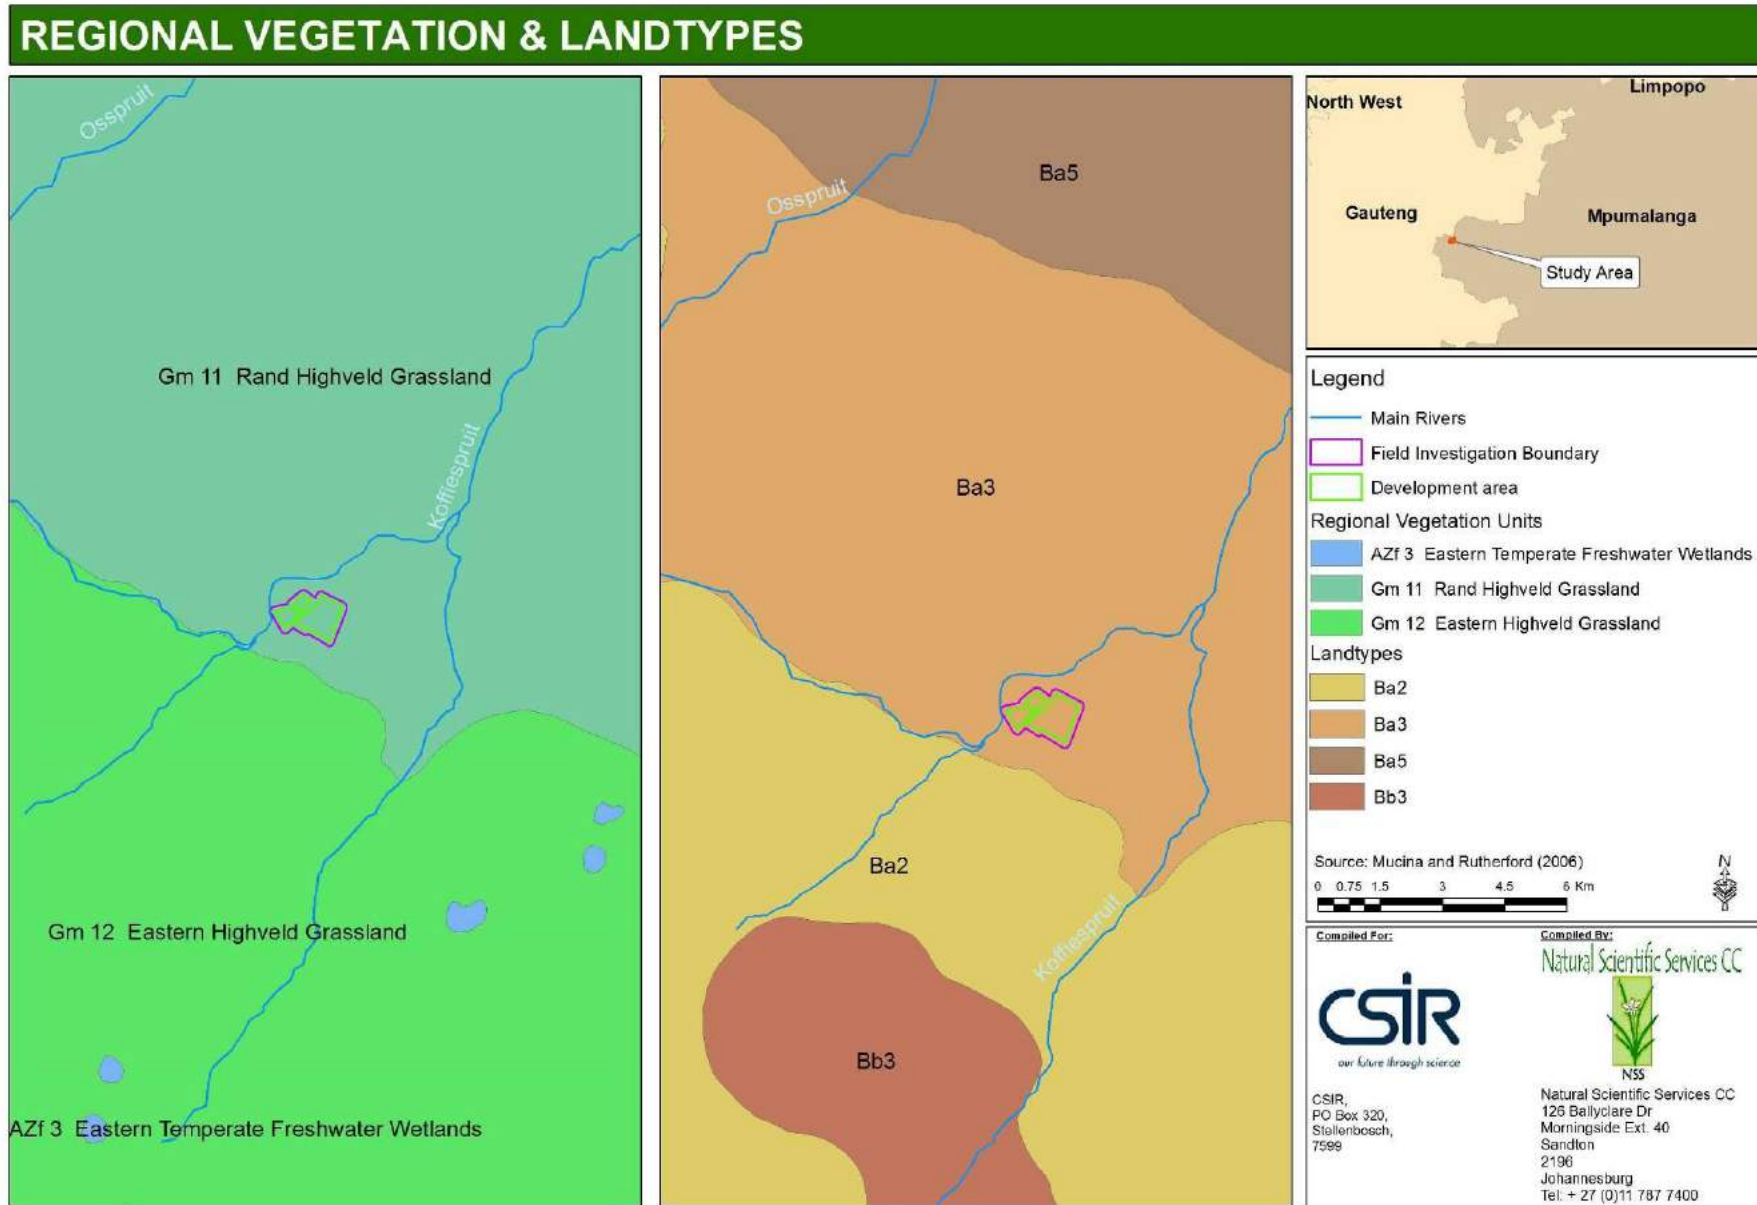 REGIONAL VEGETATION & LANDTYPES
Osspruit
Gm 11 Rand Highveld Grassland
Koffiespruit
Gm 12 Eastern Highveld Grassland
AZf 3 Eastern Temperate Freshwater Wetlands
Ba5
Osspruit
Ba3
Ba2
Koffiespruit
Bb3
Limpopo
North West
Gauteng
Mpumalanga
Study Area
Legend
Main Rivers
Field Investigation Boundary
Development area
Regional Vegetation Units
AZf 3 Eastern Temperate Freshwater Wetlands
Gm 11 Rand Highveld Grassland
Gm 12 Eastern Highveld Grassland
Landtypes
Ba2
Ba3
Ba5
Bb3
Source: Mucina and Rutherford (2006)
N
0 0.75 1.5 3 4.5 6 Km
Compiled For:
CSIR
our future through science
CSIR,
PO Box 320,
Stellenbosch,
7599
Compiled By:
Natural Scientific Services CC
NSS
Natural Scientific Services CC
126 Ballyclare Dr
Morningside Ext. 40
Sandton
2196
Johannesburg
Tel: + 27 (0)11 787 7400